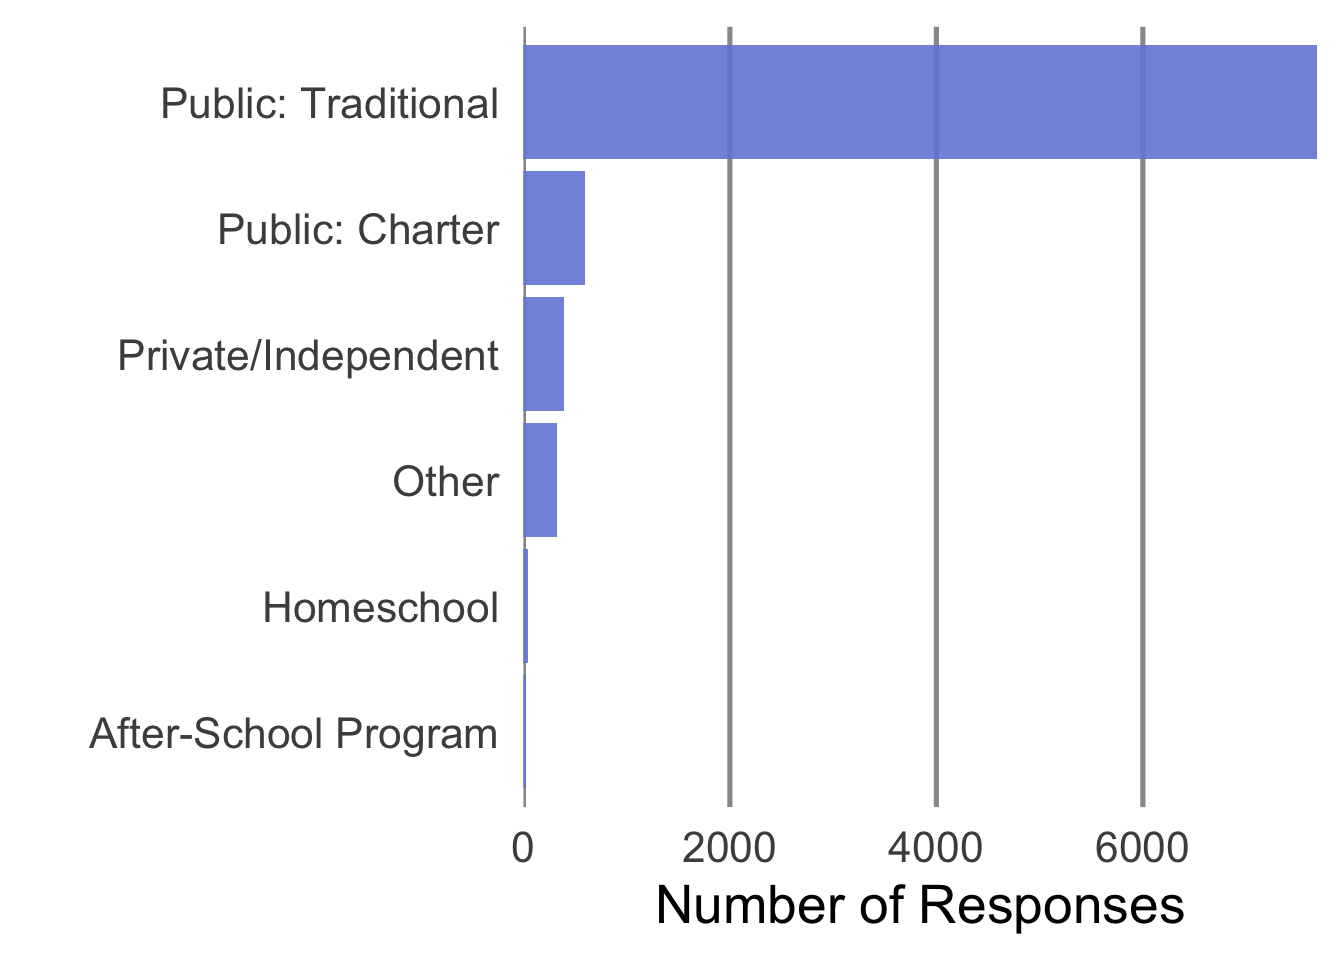 Public: Traditional
Public: Charter
Private/Independent
Other
Homeschool
After-School Program
0 2000 4000 6000
Number of Responses